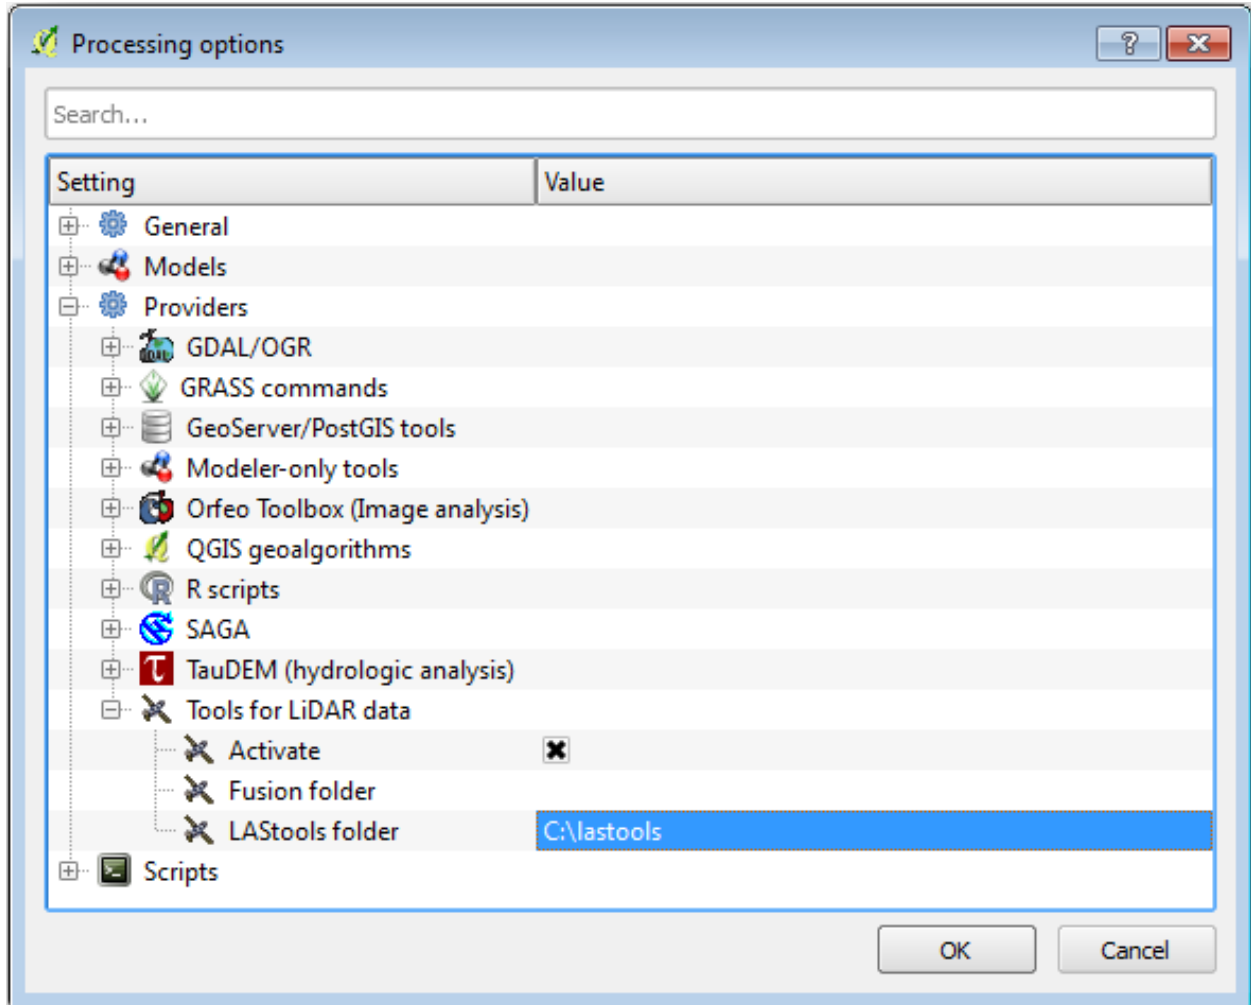 Processing options
Search...
Setting Value
General
Models
Providers
GDAL/OGR
GRASS commands
GeoServer/PostGIS tools
Modeler-only tools
Orfeo Toolbox (Image analysis)
QGIS geoalgorithms
R scripts
SAGA
TauDEM (hydrologic analysis)
Tools for LiDAR data
Activate
Fusion folder
LAStools folder C:\lastools
Scripts
OK Cancel